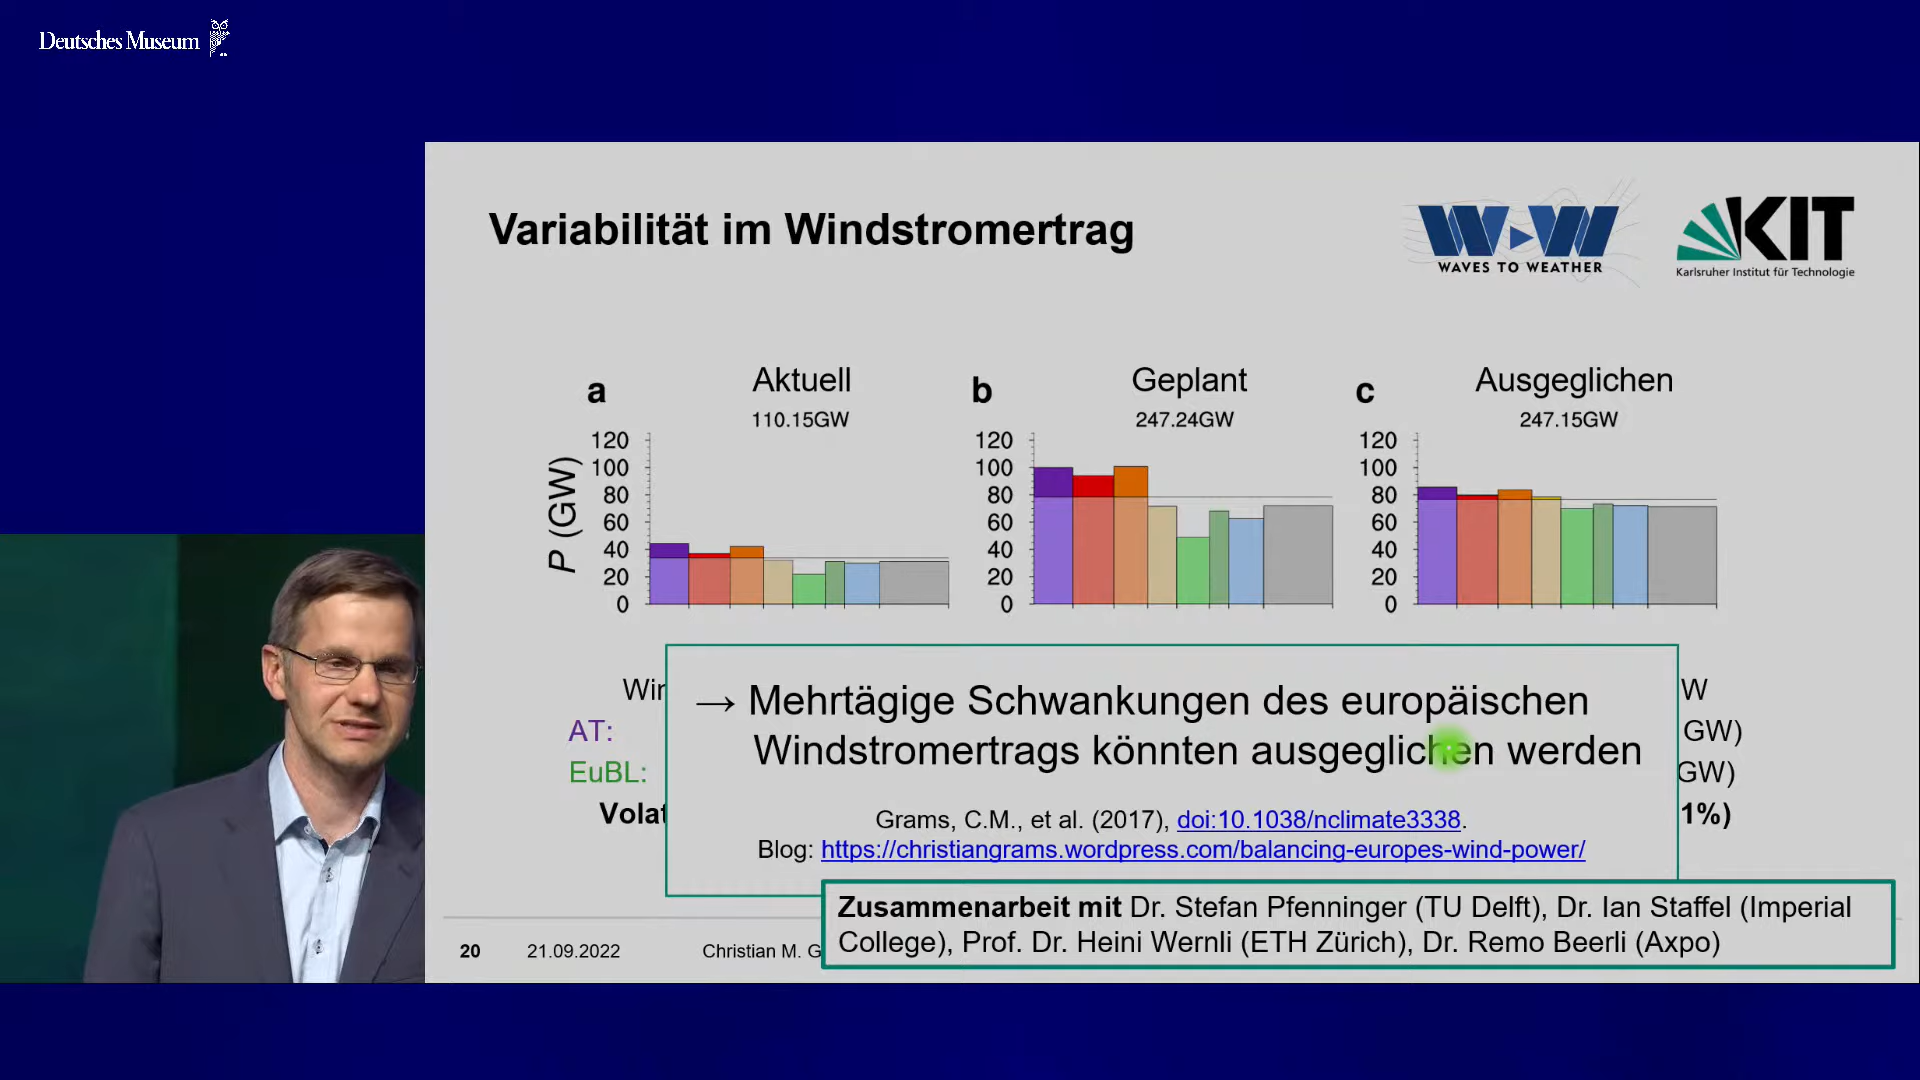 Deutsches Museum
Variabilität im Windstromertrag
WAVES TO WEATHER
KIT
Karlsruher Institut für Technologie
a
Aktuell
110.15GW
b
Geplant
247.24GW
c
Ausgeglichen
247.15GW
P (GW)
120
100
80
60
40
20
0
120
100
80
60
40
20
0
120
100
80
60
40
20
0
→ Mehrtägige Schwankungen des europäischen
Windstromertrags könnten ausgeglichen werden
Grams, C.M., et al. (2017), doi:10.1038/nclimate3338.
Blog: https://christiangrams.wordpress.com/balancing-europes-wind-power/
W
AT:
GW)
EuBL:
GW)
1%)
Zusammenarbeit mit Dr. Stefan Pfenninger (TU Delft), Dr. Ian Staffel (Imperial
College), Prof. Dr. Heini Wernli (ETH Zürich), Dr. Remo Beerli (Axpo)
20 21.09.2022 Christian M. G